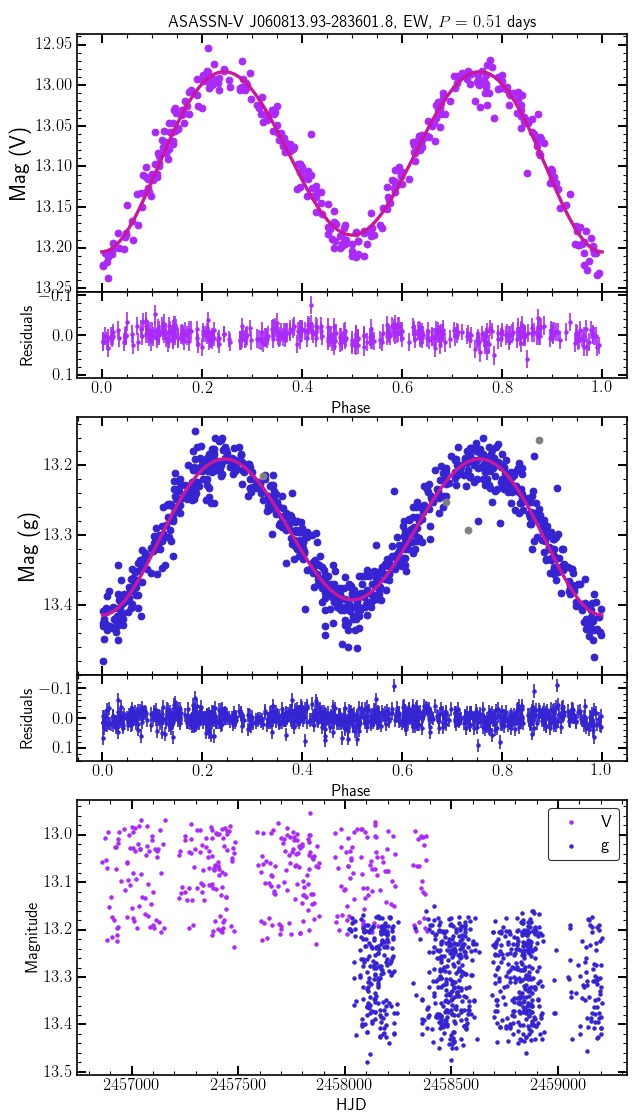 ASASSN-V J060813.93-283601.8, EW, P = 0.51 days
12.95
13.00
13.05
13.10
13.15
13.20
13.25
Mag (V)
−0.1
0.0
0.1
Residuals
0.0 0.2 0.4 0.6 0.8 1.0
Phase
13.2
13.3
13.4
Mag (g)
−0.1
0.0
0.1
Residuals
0.0 0.2 0.4 0.6 0.8 1.0
Phase
V
g
13.0
13.1
13.2
13.3
13.4
13.5
Magnitude
2457000 2457500 2458000 2458500 2459000
HJD